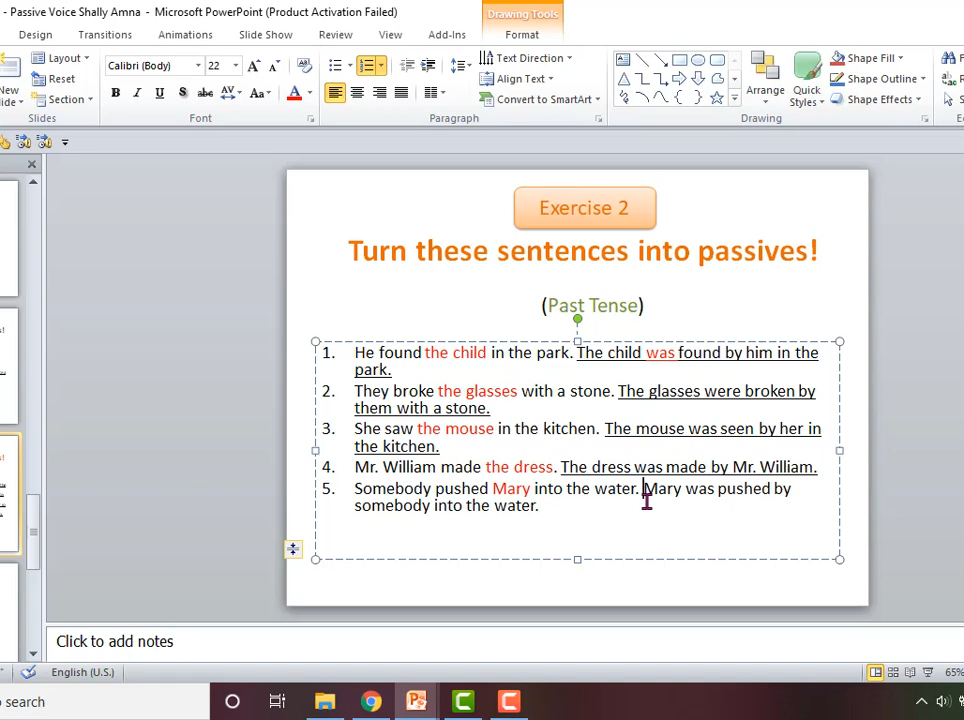 - Passive Voice Shally Amna - Microsoft PowerPoint (Product Activation Failed)
Drawing Tools
Design Transitions Animations Slide Show Review View Add-Ins Format
Layout
Reset
Section
New
Slide
Slides
Calibri (Body) 22
B I U S abc AV Aa A
Font
Text Direction
Align Text
Convert to SmartArt
Paragraph
Arrange
Quick
Styles
Shape Fill
Shape Outline
Shape Effects
Drawing
Exercise 2
Turn these sentences into passives!
(Past Tense)
1. He found the child in the park. The child was found by him in the
park.
2. They broke the glasses with a stone. The glasses were broken by
them with a stone.
3. She saw the mouse in the kitchen. The mouse was seen by her in
the kitchen.
4. Mr. William made the dress. The dress was made by Mr. William.
5. Somebody pushed Mary into the water. Mary was pushed by
somebody into the water.
Click to add notes
English (U.S.)
65%
to search